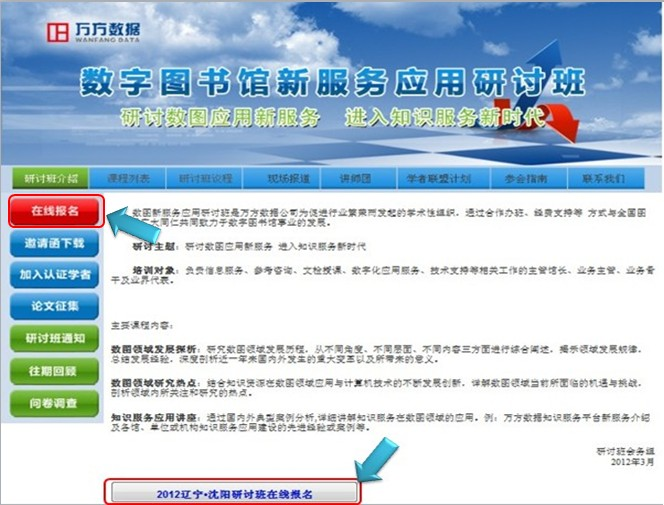 万方数据
WANFANG DATA
数字图书馆新服务应用研讨班
研讨数图应用新服务 进入知识服务新时代
研讨班介绍 课程列表 研讨班议程 现场报道 讲师团 学者联盟计划 参会指南 联系我们
在线报名
邀请函下载
加入认证学者
论文征集
研讨班通知
往期回顾
问卷调查
数图新服务应用研讨班是万方数据公司为促进行业繁荣而发起的学术性组织，通过合作办班、经费支持等 方式与全国图
大同仁共同致力于数字图书馆事业的发展。
研讨主题：研讨数图应用新服务 进入知识服务新时代
培训对象：负责信息服务、参考咨询、文检授课、数字化应用服务、技术支持等相关工作的主管馆长、业务主管、业务骨
干及业界代表。
主要课程内容：
数图领域发展探析：研究数图领域发展历程，从不同角度、不同层面、不同内容三方面进行综合阐述，揭示领域发展规律，
总结发展经验，深度剖析近一年来国内外发生的重大变革以及所带来的意义。
数图领域研究热点：结合知识资源在数图领域应用与计算机技术的不断发展创新，详解数图领域当前所面临的机遇与挑战，
剖析领域内所关注和研究的热点。
知识服务应用讲座：通过国内外典型案例分析,详细讲解知识服务在数图领域的应用。例：万方数据知识服务平台新服务介绍
及各馆、单位或机构知识服务应用建设的先进经验或案例等。
研讨班会务组
2012年3月
2012辽宁•沈阳研讨班在线报名